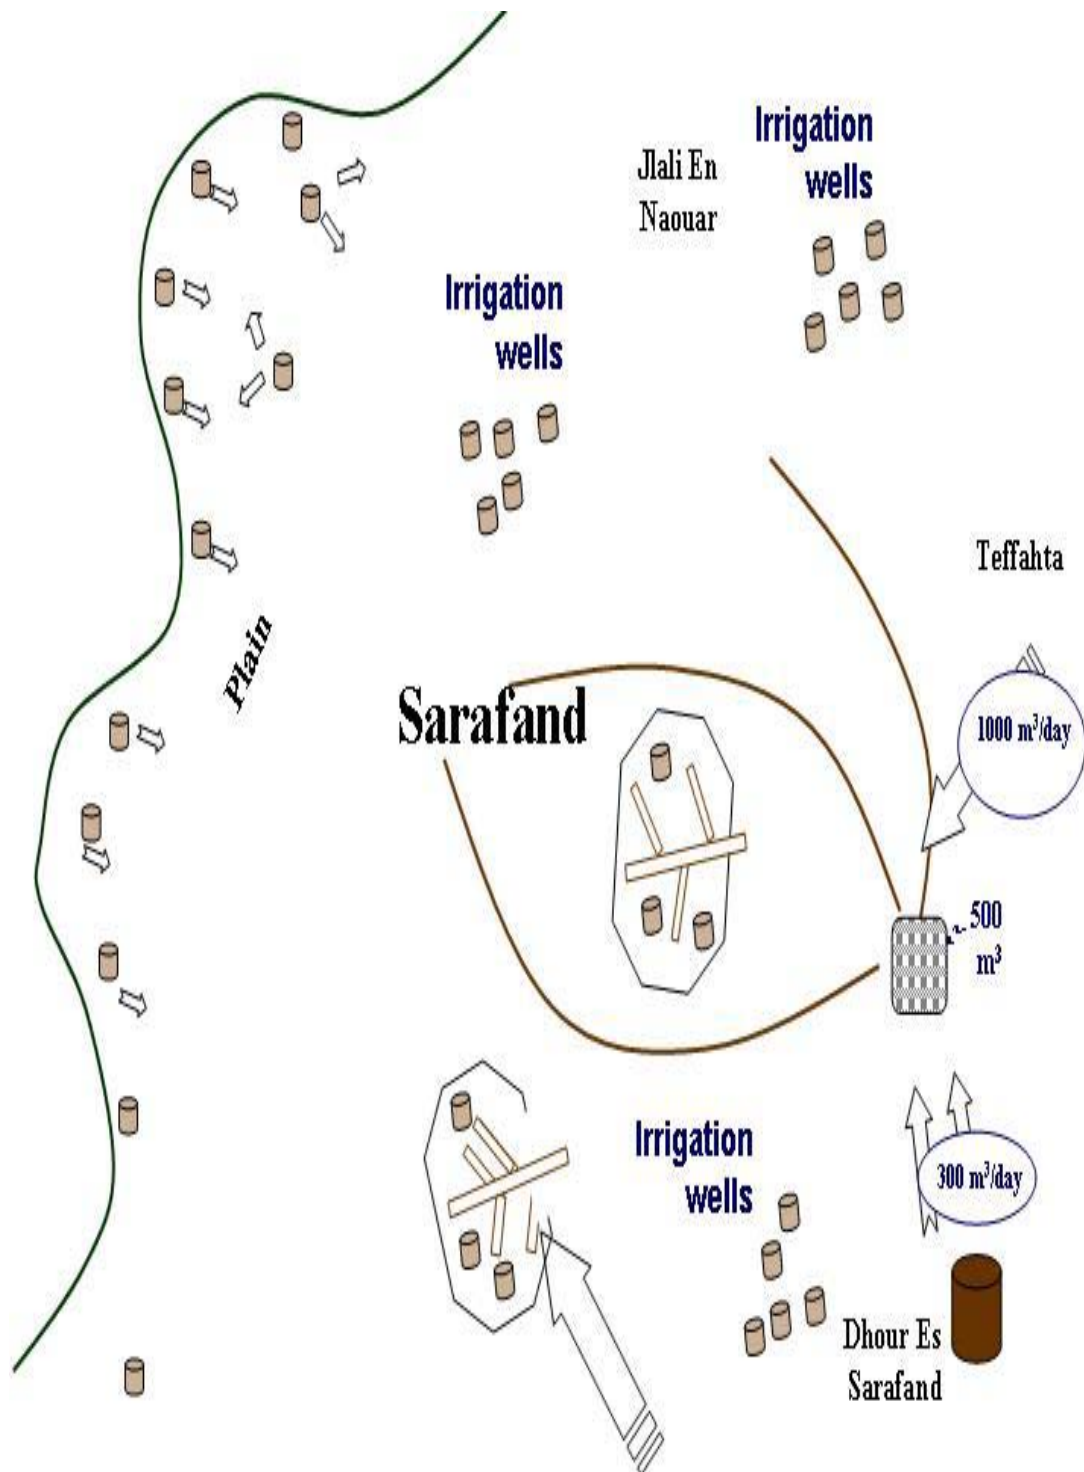 Irrigation
wells
Jlali En
Naouar
Irrigation
wells
Teffahta
Plain
Sarafand
1000 m³/day
500
m³
Irrigation
wells
300 m³/day
Dhour Es
Sarafand